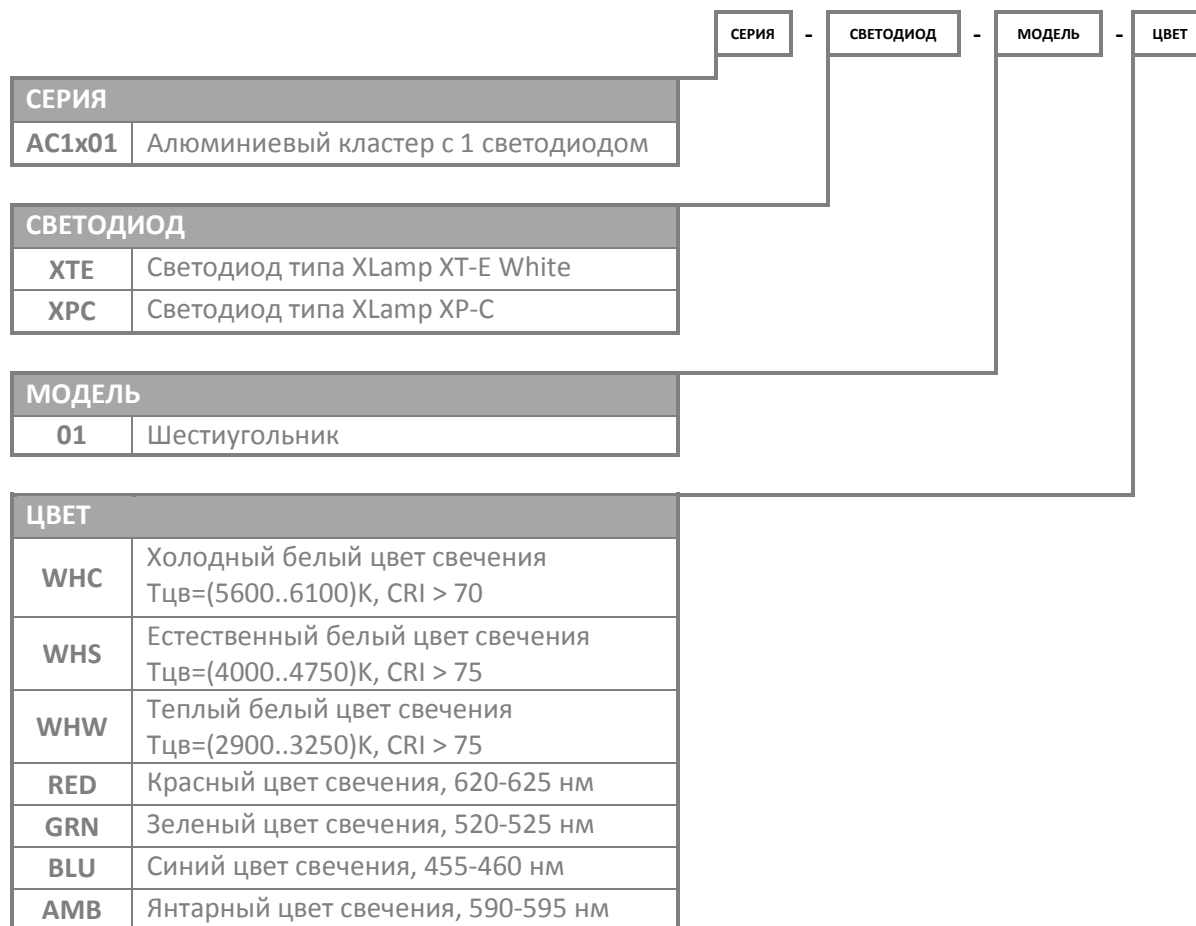 СЕРИЯ - СВЕТОДИОД - МОДЕЛЬ - ЦВЕТ
СЕРИЯ
AC1x01 Алюминиевый кластер с 1 светодиодом
СВЕТОДИОД
XTE Светодиод типа XLamp XT-E White
XPC Светодиод типа XLamp XP-C
МОДЕЛЬ
01 Шестиугольник
ЦВЕТ
WHC Холодный белый цвет свечения
Тцв=(5600..6100)K, CRI > 70
WHS Естественный белый цвет свечения
Тцв=(4000..4750)K, CRI > 75
WHW Теплый белый цвет свечения
Тцв=(2900..3250)K, CRI > 75
RED Красный цвет свечения, 620-625 нм
GRN Зеленый цвет свечения, 520-525 нм
BLU Синий цвет свечения, 455-460 нм
AMB Янтарный цвет свечения, 590-595 нм